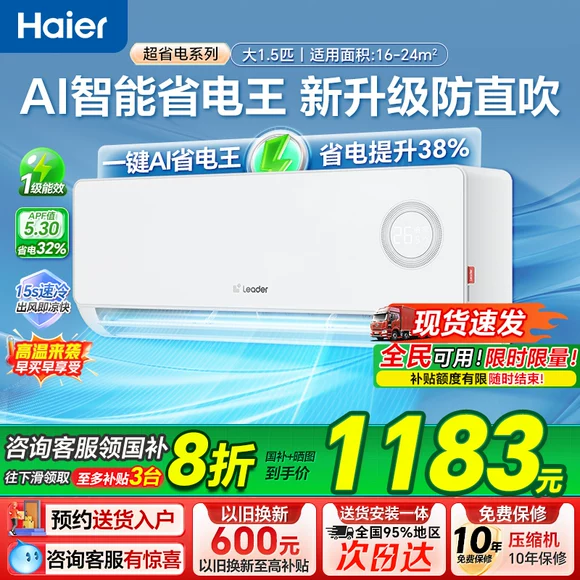 Haier
超省电系列 大1.5匹 | 适用面积:16-24m²
AI智能省电王 新升级防直吹
一键AI省电王 省电提升38%
1级能效
APF值
5.30
省电32%
15s速冷
出风即凉快
高温来袋
早买早享受
26
Leader
现货速发
全民可用!限时限量!
补贴额度有限 随时结束!
咨询客服领国补
往下滑领取 至多补贴3台
8折
国补+晒图
到手价
1183元
预约送货入户
咨询客服有惊喜
以旧换新
600元
以旧换新至高补贴
送货安装一体
全国95%地区
次日达
免费保修
10年
免费保修
压缩机
10年保修